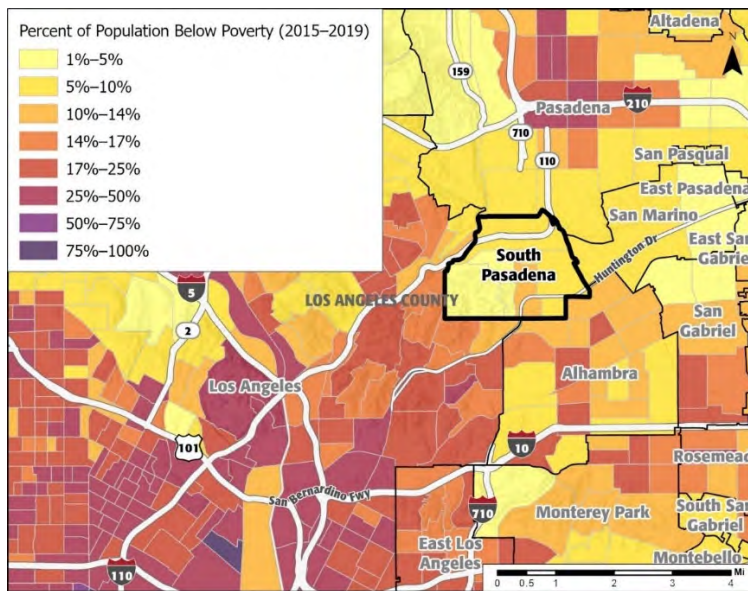 Percent of Population Below Poverty (2015–2019)
1%–5%
5%–10%
10%–14%
14%–17%
17%–25%
25%–50%
50%–75%
75%–100%
Altadena
N
159
Pasadena
210
710
110
San Pasqual
East Pasadena
San Marino
South
Pasadena
Huntington Dr
East San
Gabriel
5
LOS ANGELES COUNTY
2
San
Gabriel
Los Angeles
Alhambra
101
10
Rosemead
San Bernardino Fwy
710
Monterey Park
South San
Gabriel
East Los
Angeles
Montebello
110
Mi
0 0.5 1 2 3 4